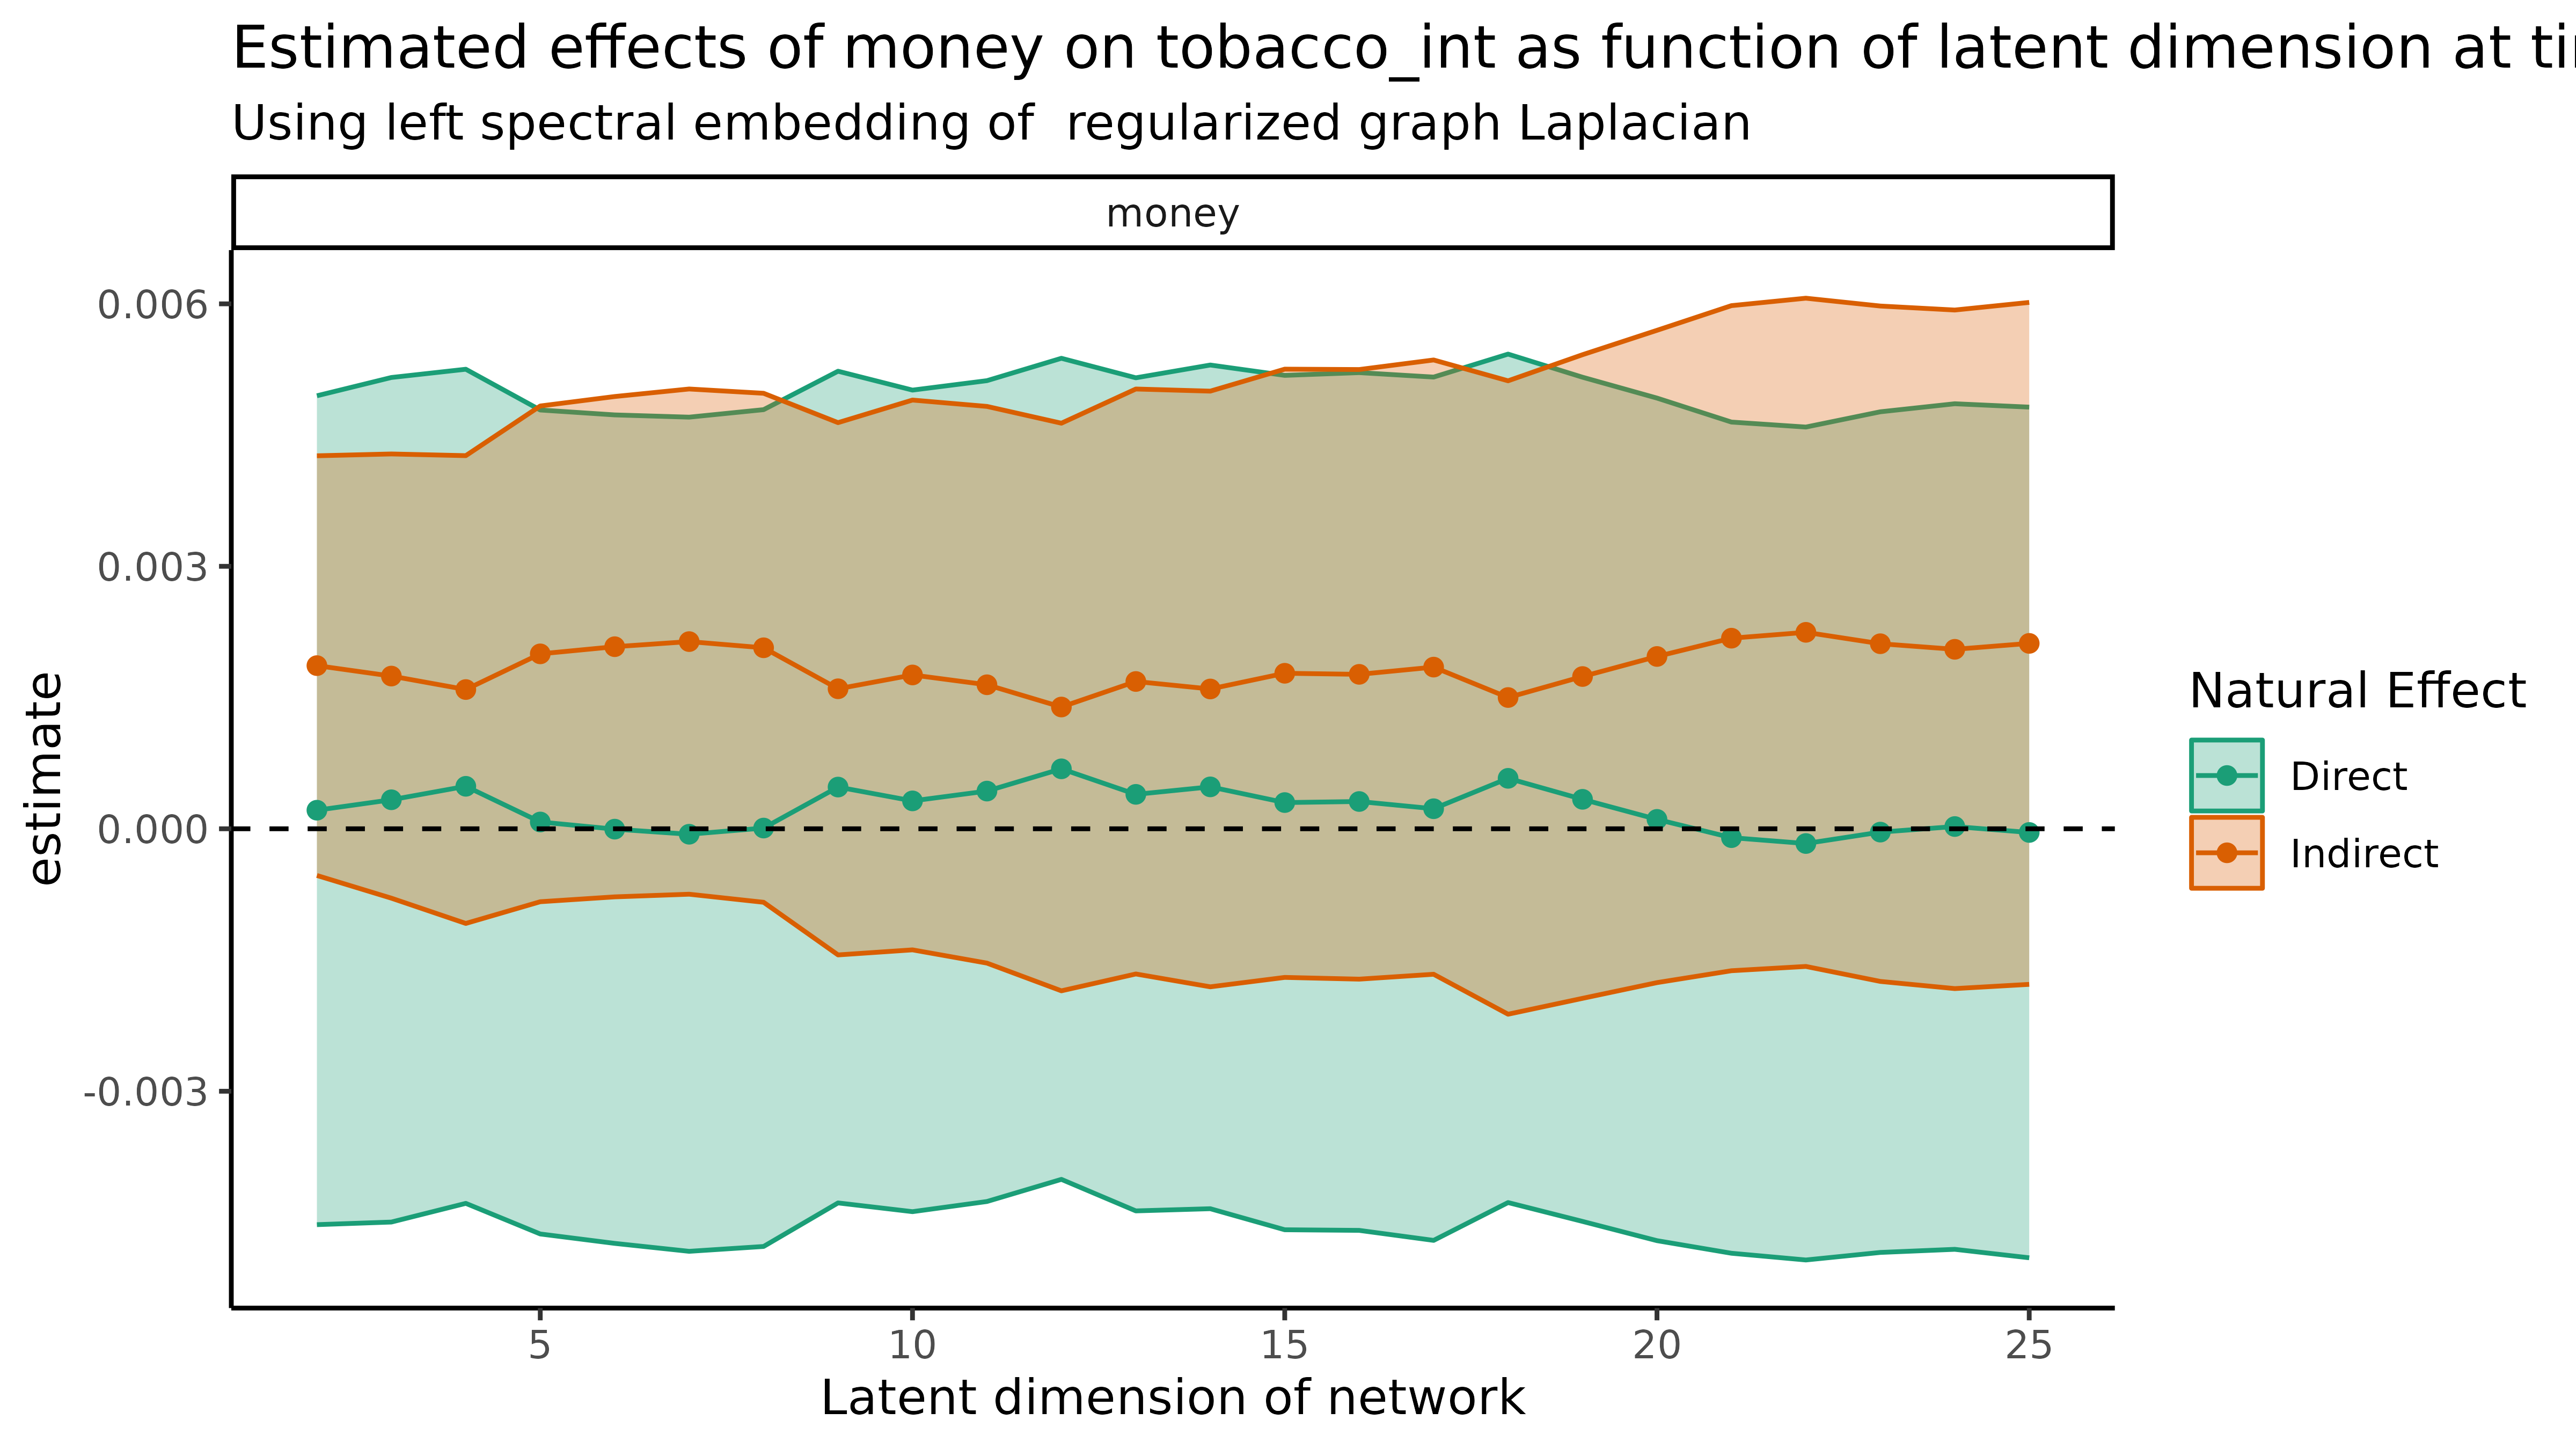 Estimated effects of money on tobacco_int as function of latent dimension at
Using left spectral embedding of  regularized graph Laplacian
money
0.006
0.003
0.000
-0.003
estimate
5 10 15 20 25
Latent dimension of network
Natural Effect
Direct
Indirect